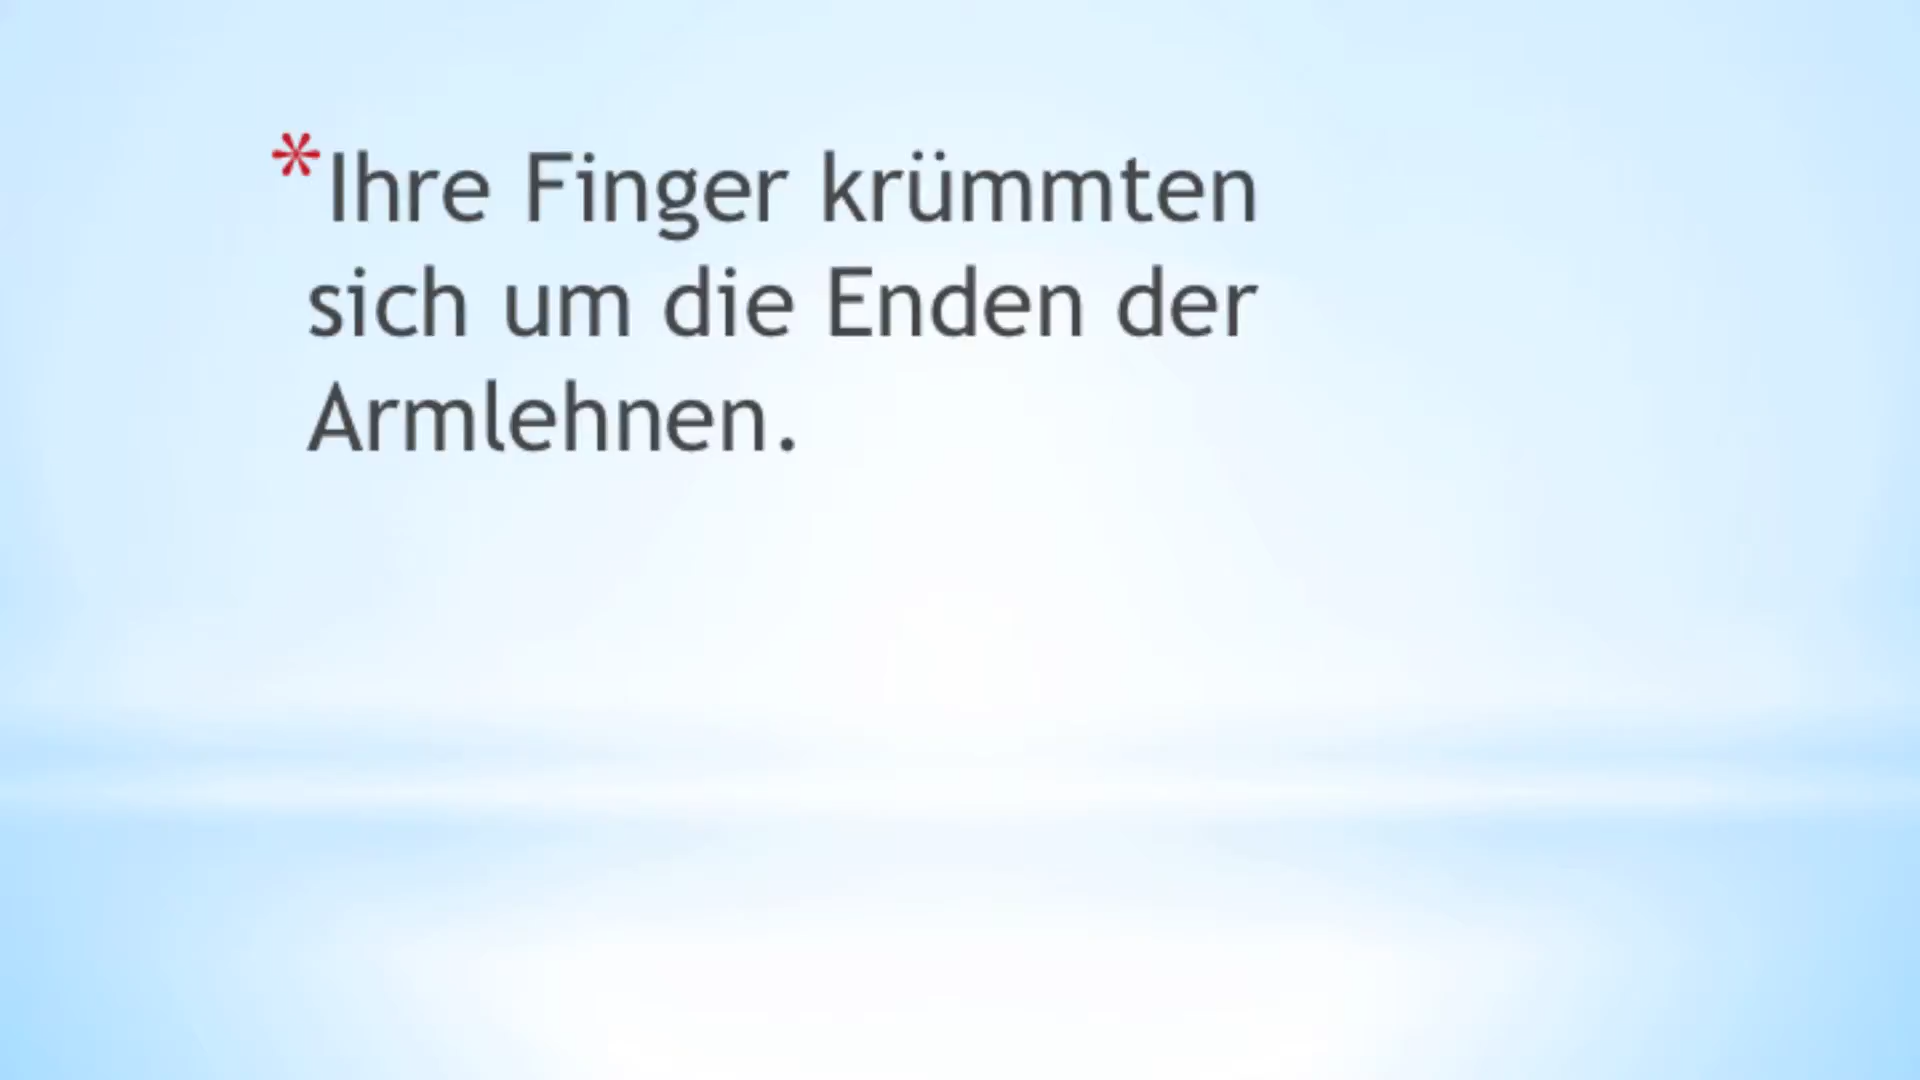 *Ihre Finger krümmten
sich um die Enden der
Armlehnen.